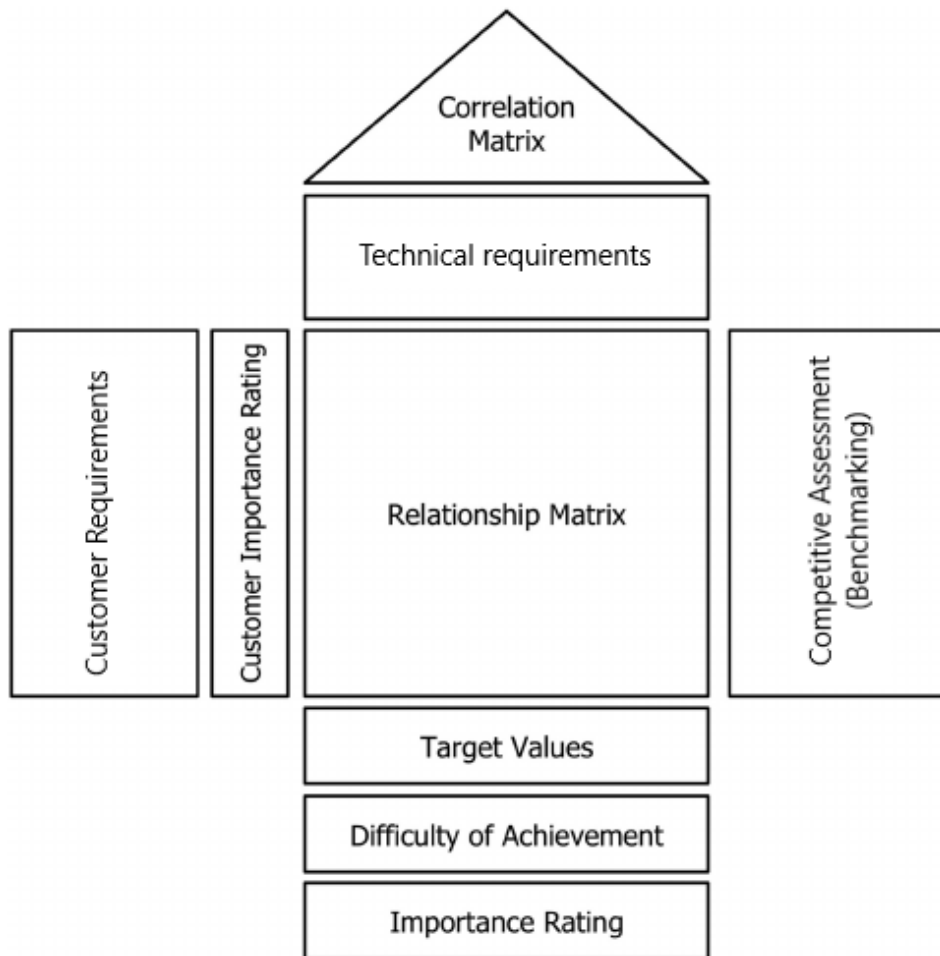 Correlation
Matrix
Technical requirements
Customer Requirements
Customer Importance Rating
Relationship Matrix
Competitive Assessment
(Benchmarking)
Target Values
Difficulty of Achievement
Importance Rating